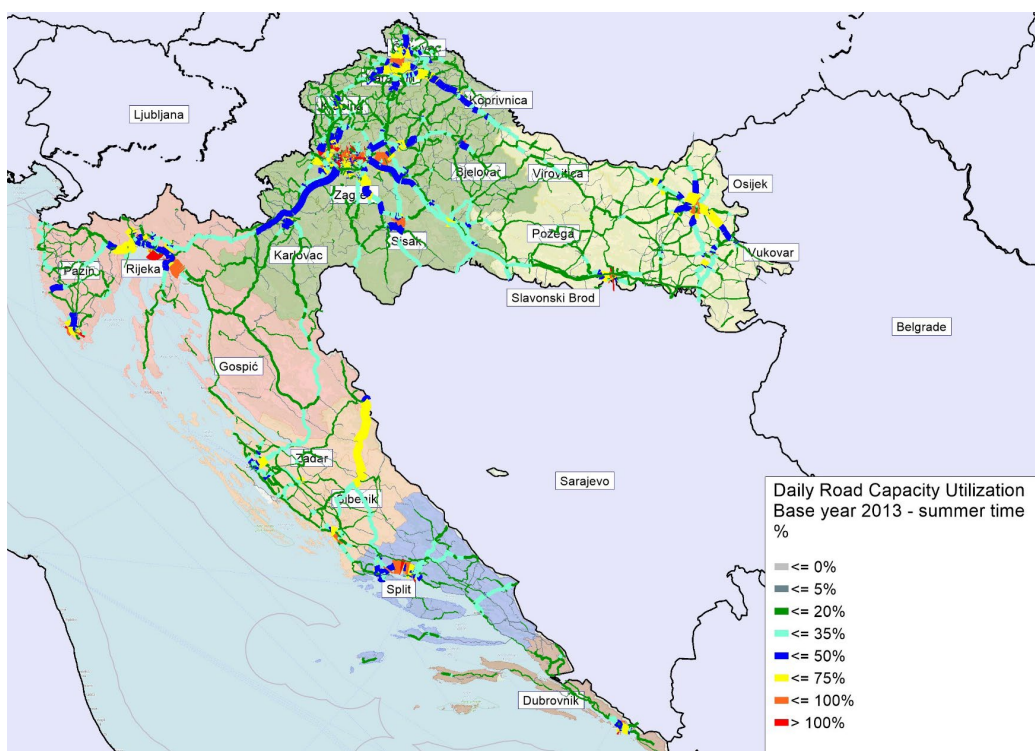 Ljubljana
Koprivnica
Bjelovar
Virovitica
Osijek
Sisak
Požega
Vukovar
Karlovac
Pazin
Rijeka
Slavonski Brod
Belgrade
Gospić
Zadar
Šibenik
Sarajevo
Split
Dubrovnik
Daily Road Capacity Utilization
Base year 2013 - summer time
%
<= 0%
<= 5%
<= 20%
<= 35%
<= 50%
<= 75%
<= 100%
> 100%